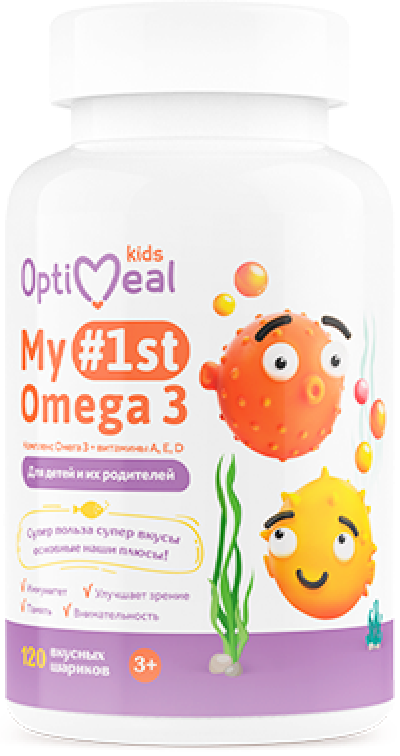 kids
OptiMeal
My #1st
Omega 3
Комплекс Омега 3 + витамины A, E, D
Для детей и их родителей
Супер польза супер вкусы
основные наши плюсы!
Иммунитет Улучшает зрение
Память Внимательность
120 вкусных
шариков 3+